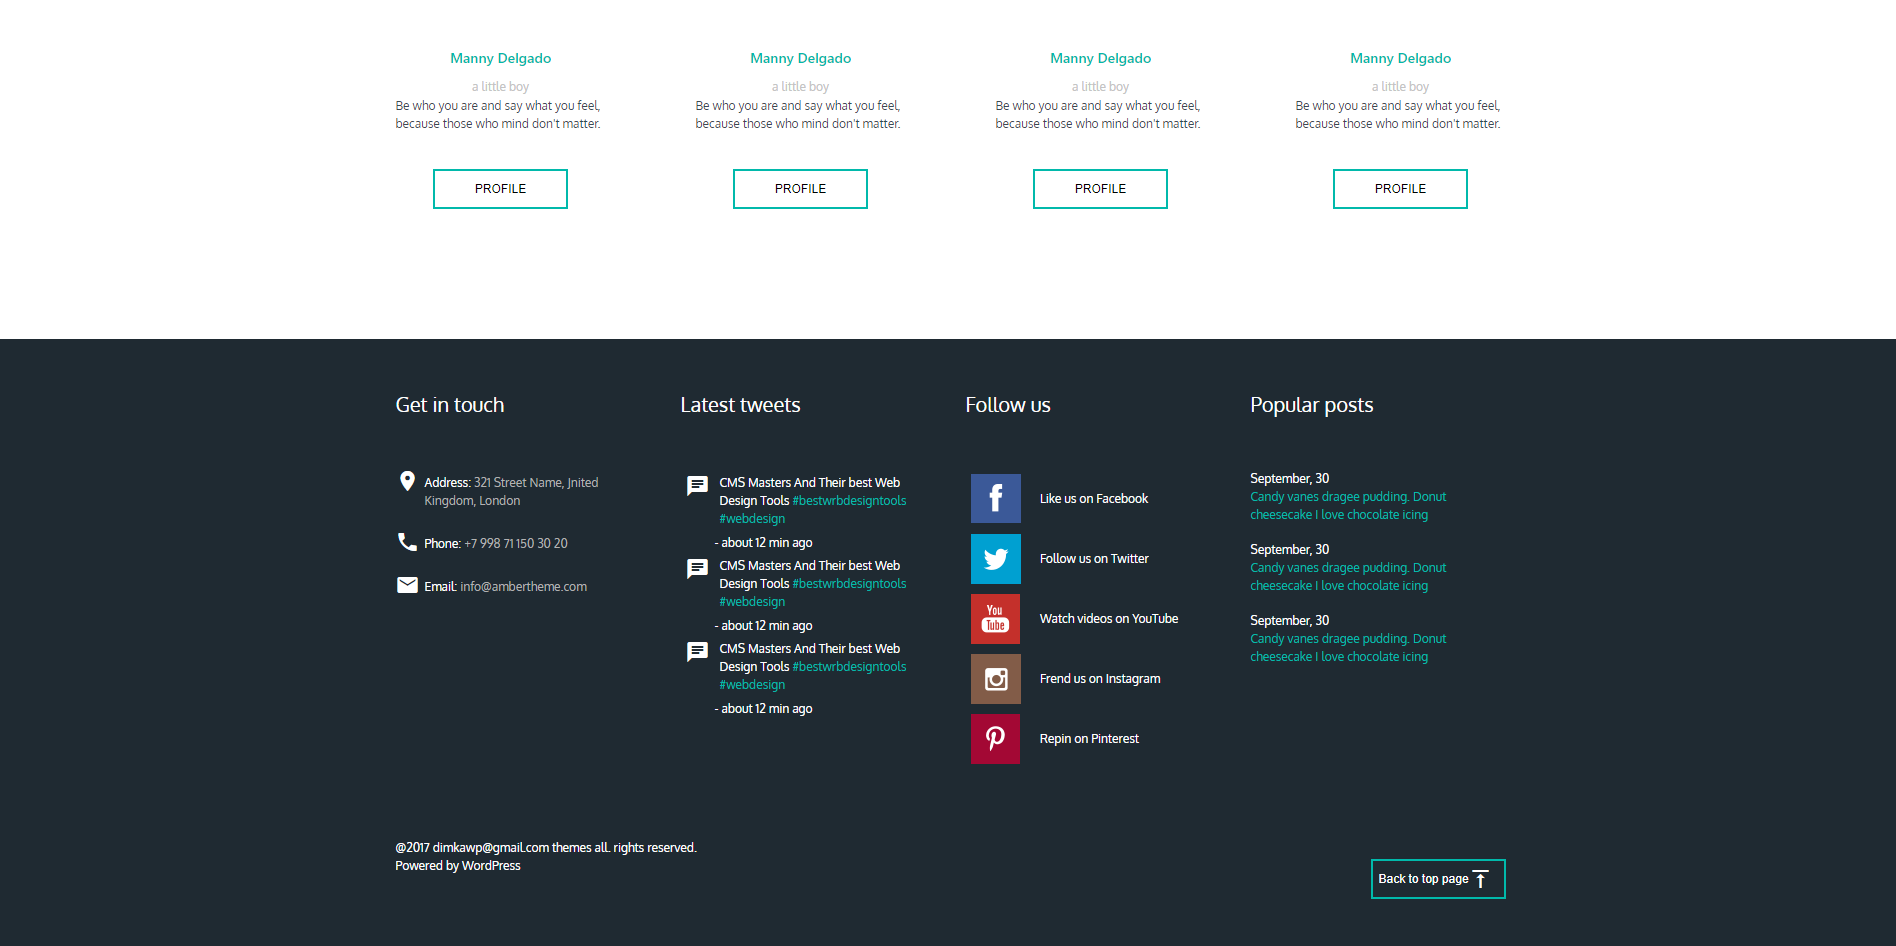 Manny Delgado
a little boy
Be who you are and say what you feel,
because those who mind don't matter.
PROFILE
Manny Delgado
a little boy
Be who you are and say what you feel,
because those who mind don't matter.
PROFILE
Manny Delgado
a little boy
Be who you are and say what you feel,
because those who mind don't matter.
PROFILE
Manny Delgado
a little boy
Be who you are and say what you feel,
because those who mind don't matter.
PROFILE
Get in touch
Address: 321 Street Name, Jnited
Kingdom, London
Phone: +7 998 71 150 30 20
Email: info@ambertheme.com
Latest tweets
CMS Masters And Their best Web
Design Tools #bestwrbdesigntools
#webdesign
- about 12 min ago
CMS Masters And Their best Web
Design Tools #bestwrbdesigntools
#webdesign
- about 12 min ago
CMS Masters And Their best Web
Design Tools #bestwrbdesigntools
#webdesign
- about 12 min ago
Follow us
f
Like us on Facebook
Follow us on Twitter
You
Tube
Watch videos on YouTube
Frend us on Instagram
Repin on Pinterest
Popular posts
September, 30
Candy vanes dragee pudding. Donut
cheesecake I love chocolate icing
September, 30
Candy vanes dragee pudding. Donut
cheesecake I love chocolate icing
September, 30
Candy vanes dragee pudding. Donut
cheesecake I love chocolate icing
@2017 dimkawp@gmail.com themes all. rights reserved.
Powered by WordPress
Back to top page